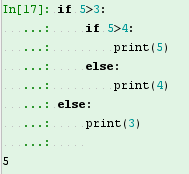 In[17]: if 5>3:
   ...:     if 5>4:
   ...:         print(5)
   ...:     else:
   ...:         print(4)
   ...: else:
   ...:     print(3)
   ...:
5